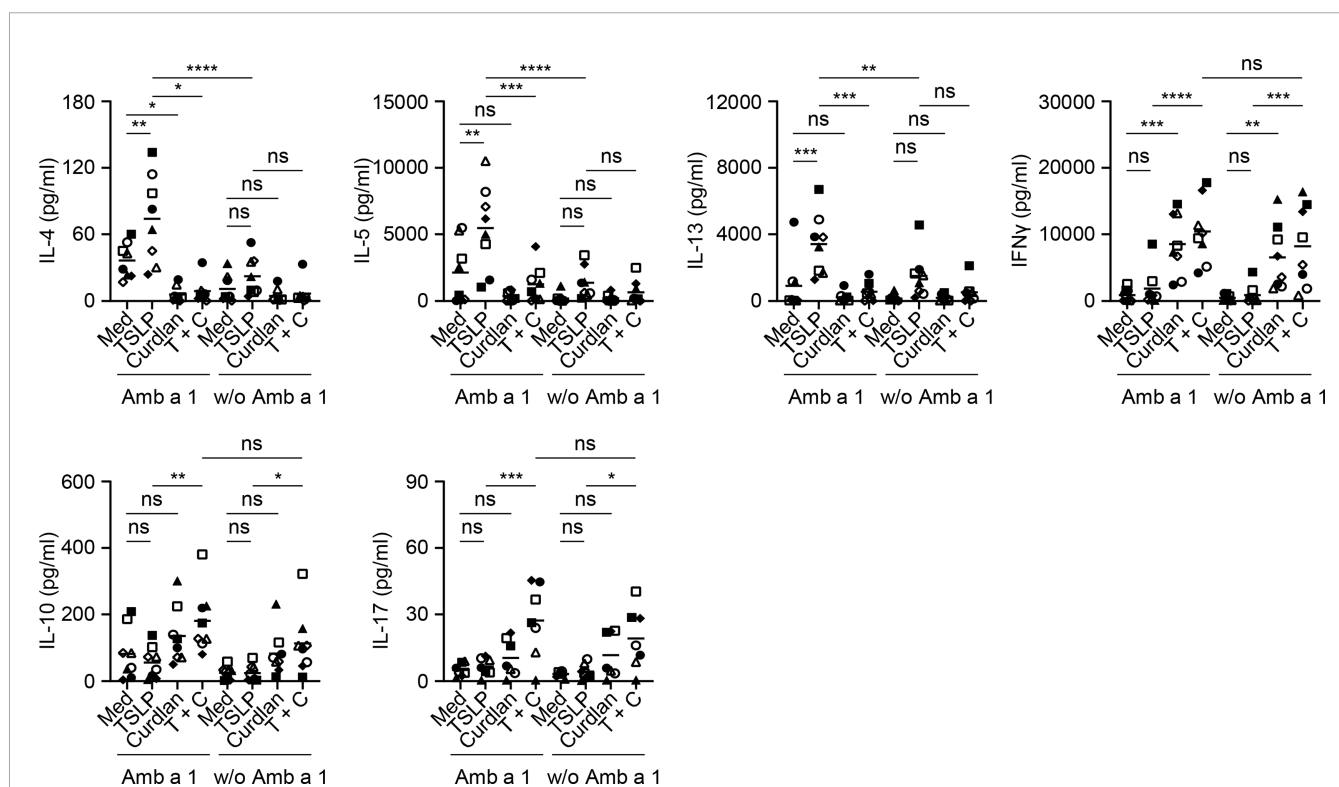 ****
*
*
**
ns
ns
ns
180
120
60
0
IL-4 (pg/ml)
Med
TSLP
Curdlan
T + C
Med
TSLP
Curdlan
T + C
Amb a 1
w/o Amb a 1
****
***
ns
**
ns
ns
ns
15000
10000
5000
0
IL-5 (pg/ml)
Med
TSLP
Curdlan
T + C
Med
TSLP
Curdlan
T + C
Amb a 1
w/o Amb a 1
**
***
ns
ns
***
ns
ns
12000
8000
4000
0
IL-13 (pg/ml)
Med
TSLP
Curdlan
T + C
Med
TSLP
Curdlan
T + C
Amb a 1
w/o Amb a 1
ns
****
***
***
**
ns
ns
30000
20000
10000
0
IFNγ (pg/ml)
Med
TSLP
Curdlan
T + C
Med
TSLP
Curdlan
T + C
Amb a 1
w/o Amb a 1
ns
**
*
ns
ns
ns
ns
600
400
200
0
IL-10 (pg/ml)
Med
TSLP
Curdlan
T + C
Med
TSLP
Curdlan
T + C
Amb a 1
w/o Amb a 1
ns
***
*
ns
ns
ns
ns
90
60
30
0
IL-17 (pg/ml)
Med
TSLP
Curdlan
T + C
Med
TSLP
Curdlan
T + C
Amb a 1
w/o Amb a 1